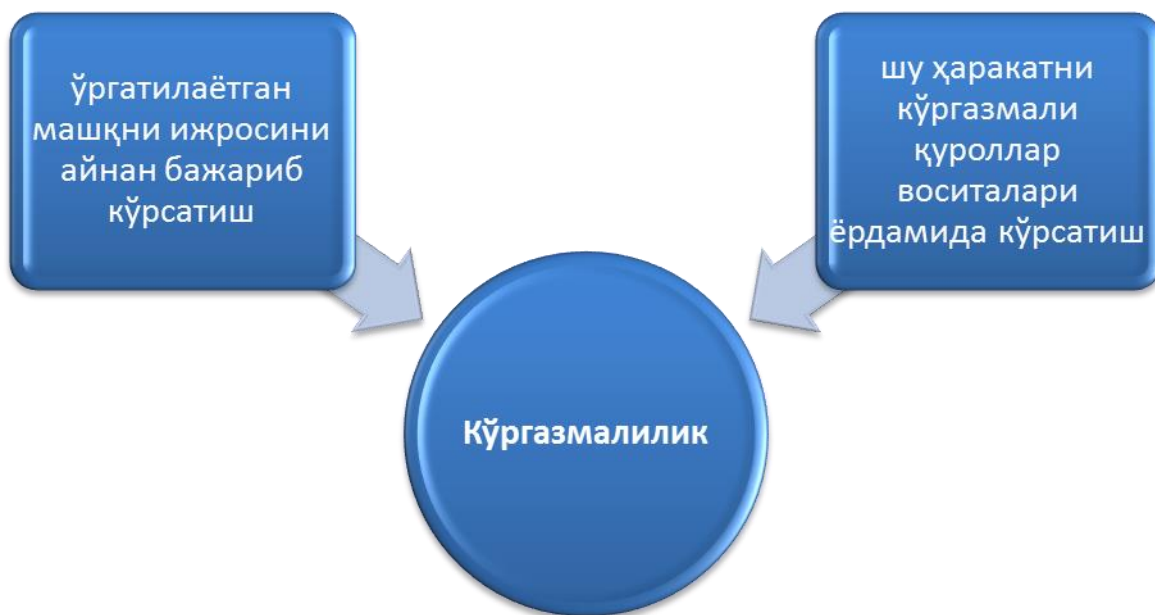 ўргатилаётган
машқни ижросини
айнан бажариб
кўрсатиш
шу ҳаракатни
кўргазмали
қуроллар
воситалари
ёрдамида кўрсатиш
Кўргазмалилик